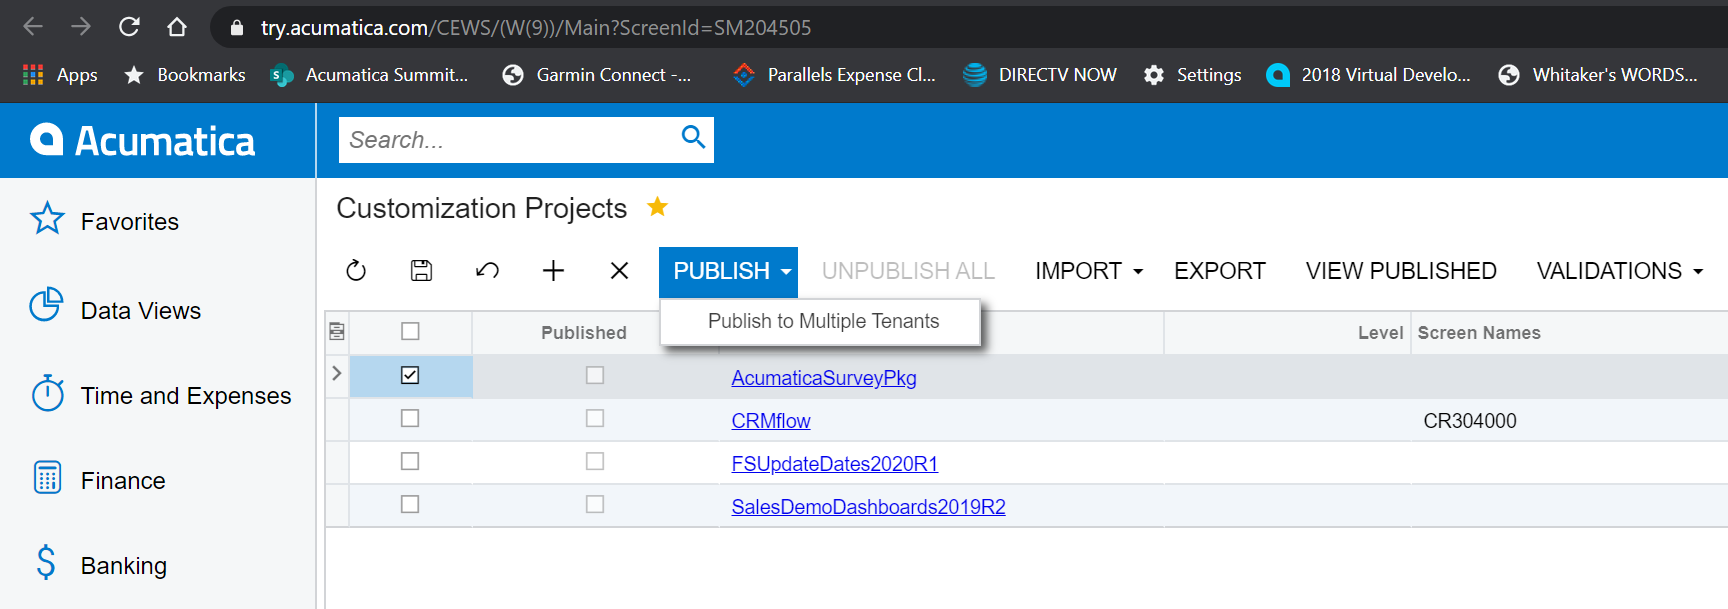 try.acumatica.com/CEWS/(W(9))/Main?ScreenId=SM204505
Apps Bookmarks Acumatica Summit... Garmin Connect -... Parallels Expense Cl... DIRECTV NOW Settings 2018 Virtual Develo... Whitaker's WORDS...
Acumatica Search...
Customization Projects
Favorites
PUBLISH UNPUBLISH ALL IMPORT EXPORT VIEW PUBLISHED VALIDATIONS
Data Views
Publish to Multiple Tenants
Published Level Screen Names
AcumaticaSurveyPkg
Time and Expenses
CRMflow CR304000
FSUpdateDates2020R1
Finance
SalesDemoDashboards2019R2
Banking